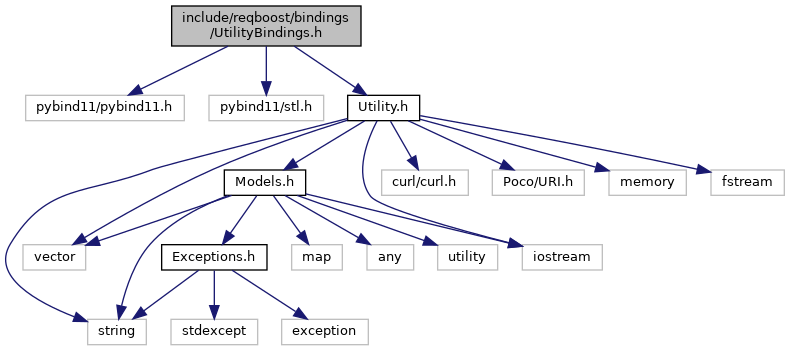 include/reqboost/bindings
/UtilityBindings.h
pybind11/pybind11.h
pybind11/stl.h
Utility.h
Models.h
curl/curl.h
Poco/URI.h
memory
fstream
vector
Exceptions.h
map
any
utility
iostream
string
stdexcept
exception